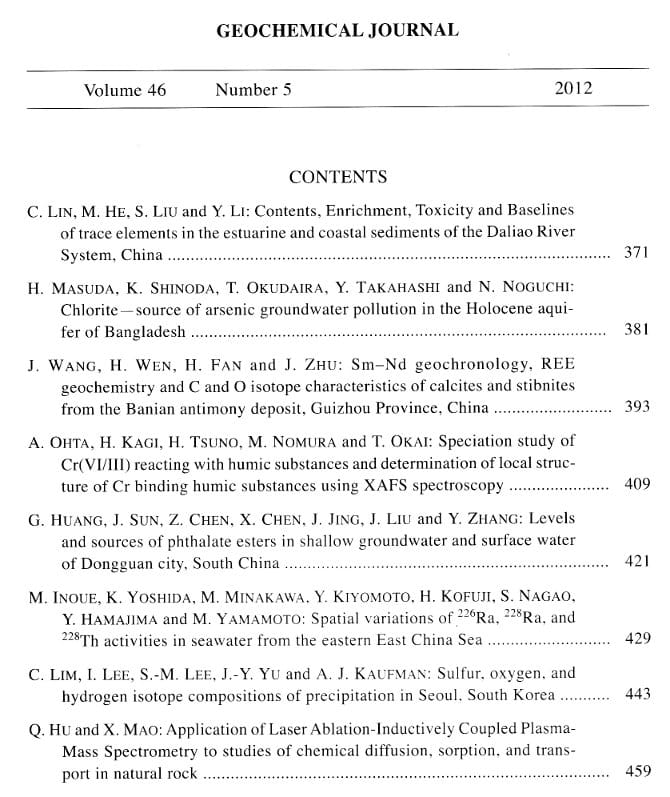 GEOCHEMICAL JOURNAL
Volume 46 Number 5 2012
CONTENTS
C. LIN, M. HE, S. LIU and Y. LI: Contents, Enrichment, Toxicity and Baselines
of trace elements in the estuarine and coastal sediments of the Daliao River
System, China ........ 371
H. MASUDA, K. SHINODA, T. OKUDAIRA, Y. TAKAHASHI and N. NOGUCHI:
Chlorite—source of arsenic groundwater pollution in the Holocene aqui-
fer of Bangladesh ........ 381
J. WANG, H. WEN, H. FAN and J. ZHU: Sm–Nd geochronology, REE
geochemistry and C and O isotope characteristics of calcites and stibnites
from the Banian antimony deposit, Guizhou Province, China ........ 393
A. OHTA, H. KAGI, H. TSUNO, M. NOMURA and T. OKAI: Speciation study of
Cr(VI/III) reacting with humic substances and determination of local struc-
ture of Cr binding humic substances using XAFS spectroscopy ........ 409
G. HUANG, J. SUN, Z. CHEN, X. CHEN, J. JING, J. LIU and Y. ZHANG: Levels
and sources of phthalate esters in shallow groundwater and surface water
of Dongguan city, South China ........ 421
M. INOUE, K. YOSHIDA, M. MINAKAWA, Y. KIYOMOTO, H. KOFUJI, S. NAGAO,
Y. HAMAJIMA and M. YAMAMOTO: Spatial variations of ²²⁶Ra, ²²⁸Ra, and
²²⁸Th activities in seawater from the eastern East China Sea ........ 429
C. LIM, I. LEE, S.-M. LEE, J.-Y. YU and A. J. KAUFMAN: Sulfur, oxygen, and
hydrogen isotope compositions of precipitation in Seoul, South Korea ........ 443
Q. HU and X. MAO: Application of Laser Ablation-Inductively Coupled Plasma-
Mass Spectrometry to studies of chemical diffusion, sorption, and trans-
port in natural rock ........ 459